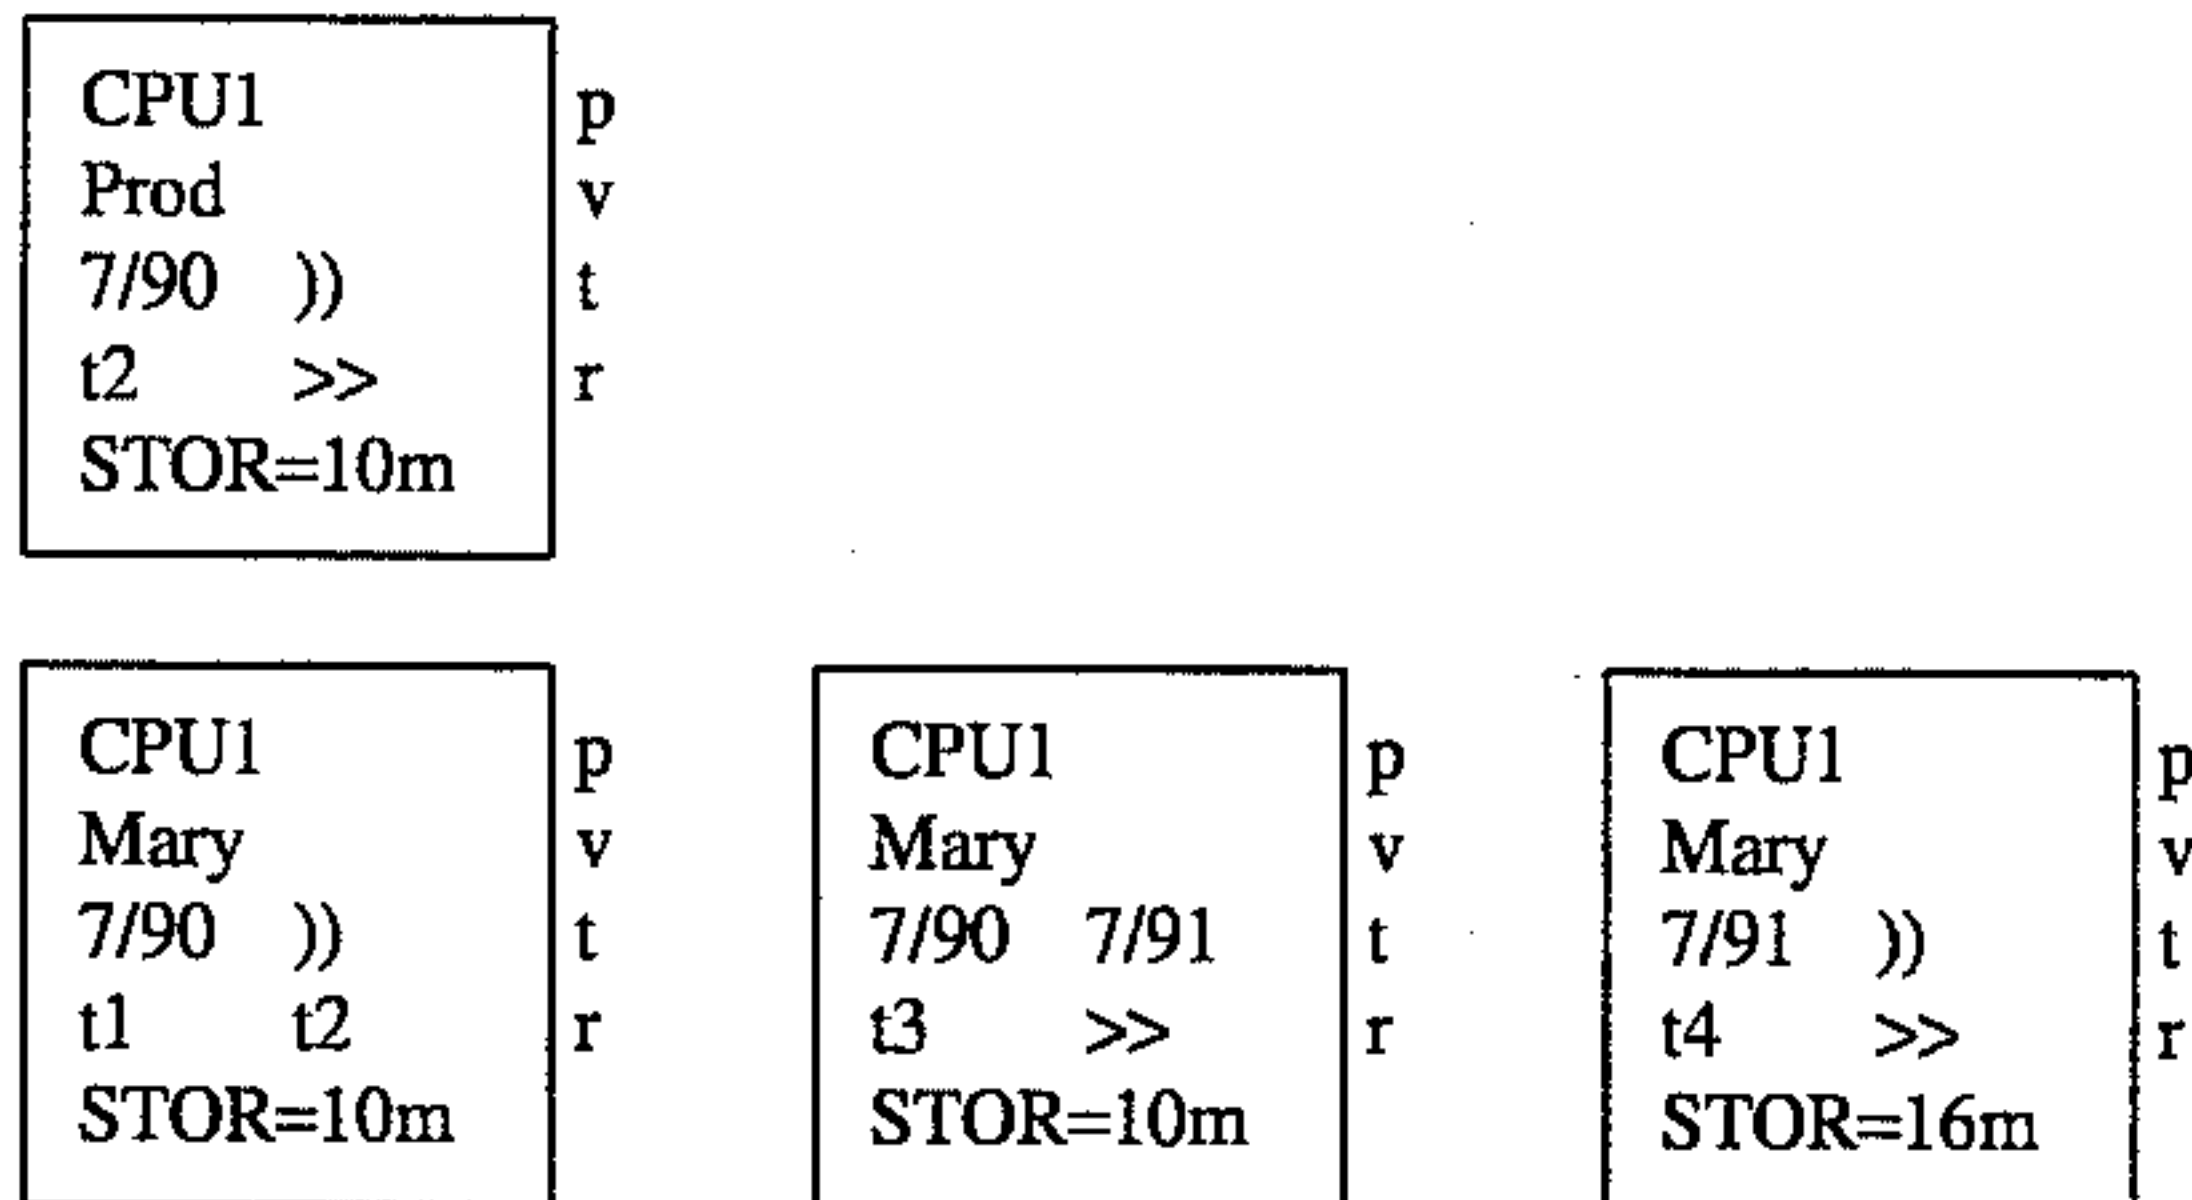 CPU1 p
Prod v
7/90 )) t
t2 >> r
STOR=10m
CPU1 p
Mary v
7/90 )) t
t1 t2 r
STOR=10m
CPU1 p
Mary v
7/90 7/91 t
t3 >> r
STOR=10m
CPU1 p
Mary v
7/91 )) t
t4 >> r
STOR=16m